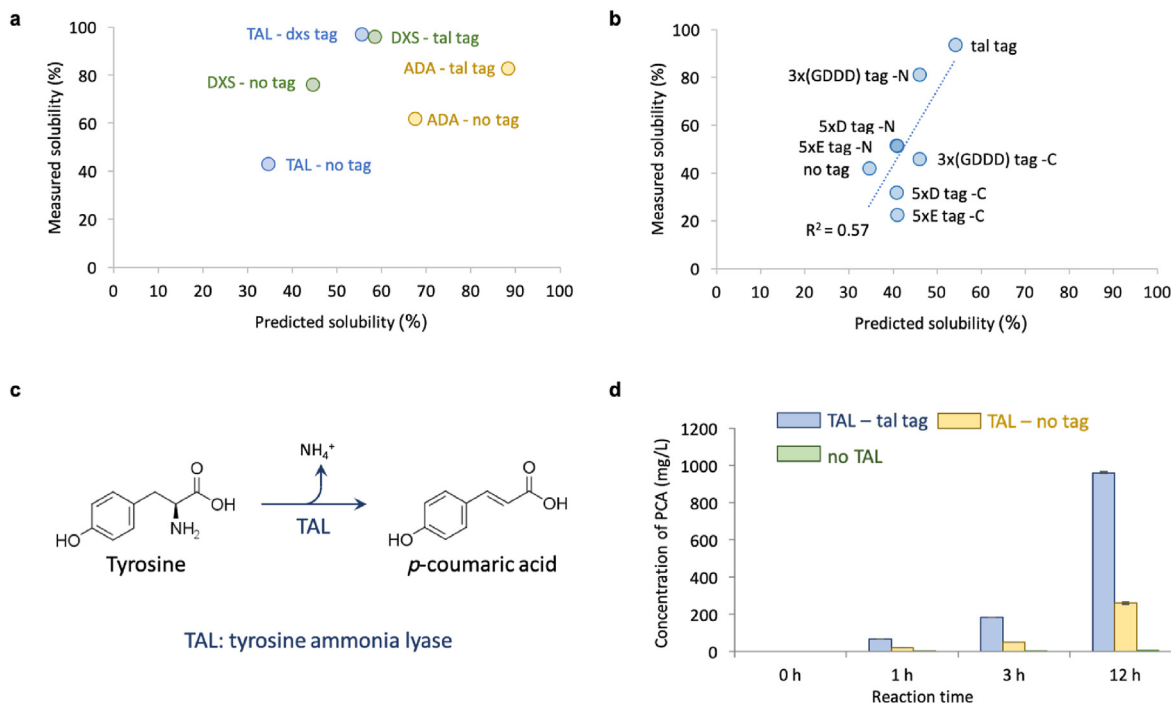 a
Measured solubility (%)
100
80
60
40
20
0
TAL - dxs tag
DXS - tal tag
ADA - tal tag
DXS - no tag
ADA - no tag
TAL - no tag
0 10 20 30 40 50 60 70 80 90 100
Predicted solubility (%)
b
Measured solubility (%)
100
80
60
40
20
0
tal tag
3x(GDDD) tag -N
5xD tag -N
5xE tag -N
no tag
3x(GDDD) tag -C
5xD tag -C
5xE tag -C
R² = 0.57
0 10 20 30 40 50 60 70 80 90 100
Predicted solubility (%)
c
NH₄⁺
O
OH
NH₂
HO
Tyrosine
TAL
O
OH
HO
p-coumaric acid
TAL: tyrosine ammonia lyase
d
TAL – tal tag
TAL – no tag
no TAL
Concentration of PCA (mg/L)
1200
1000
800
600
400
200
0
0 h 1 h 3 h 12 h
Reaction time